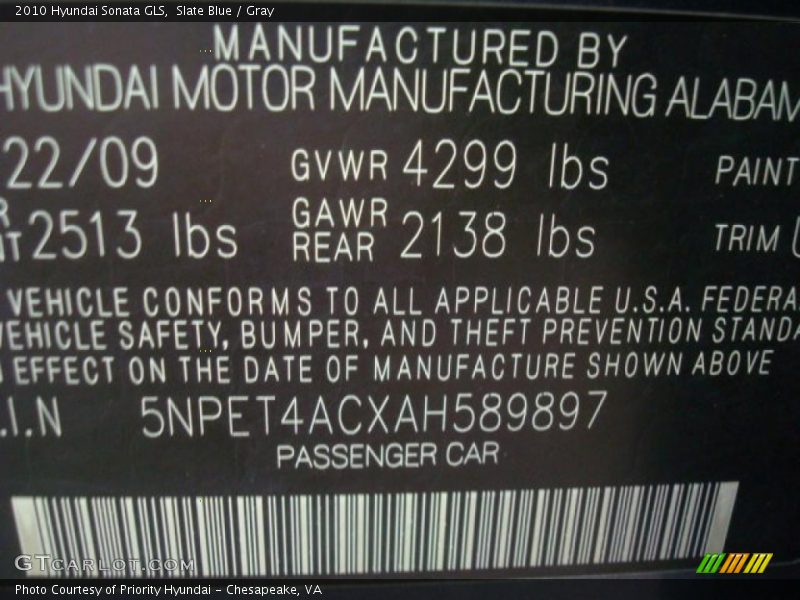 2010 Hyundai Sonata GLS, Slate Blue / Gray
MANUFACTURED BY
HYUNDAI MOTOR MANUFACTURING ALABAM
22/09 GVWR 4299 lbs PAINT
2513 lbs GAWR REAR 2138 lbs TRIM
VEHICLE CONFORMS TO ALL APPLICABLE U.S.A. FEDERA
VEHICLE SAFETY, BUMPER, AND THEFT PREVENTION STANDA
EFFECT ON THE DATE OF MANUFACTURE SHOWN ABOVE
.I.N 5NPET4ACXAH589897
PASSENGER CAR
GTCARLOT.COM
Photo Courtesy of Priority Hyundai - Chesapeake, VA